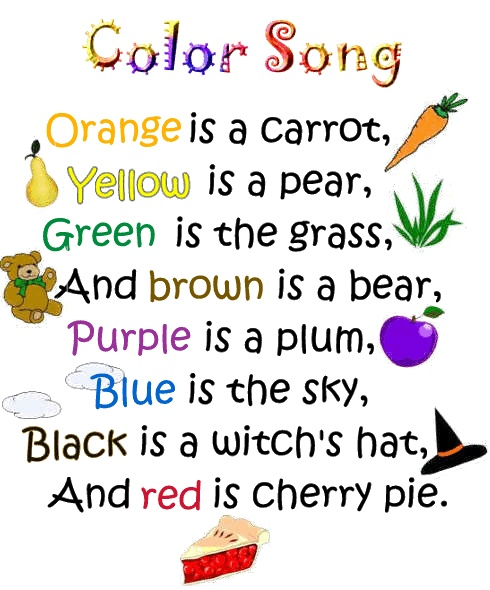 Color Song
Orange is a carrot,
Yellow is a pear,
Green is the grass,
And brown is a bear,
Purple is a plum,
Blue is the sky,
Black is a witch's hat,
And red is cherry pie.